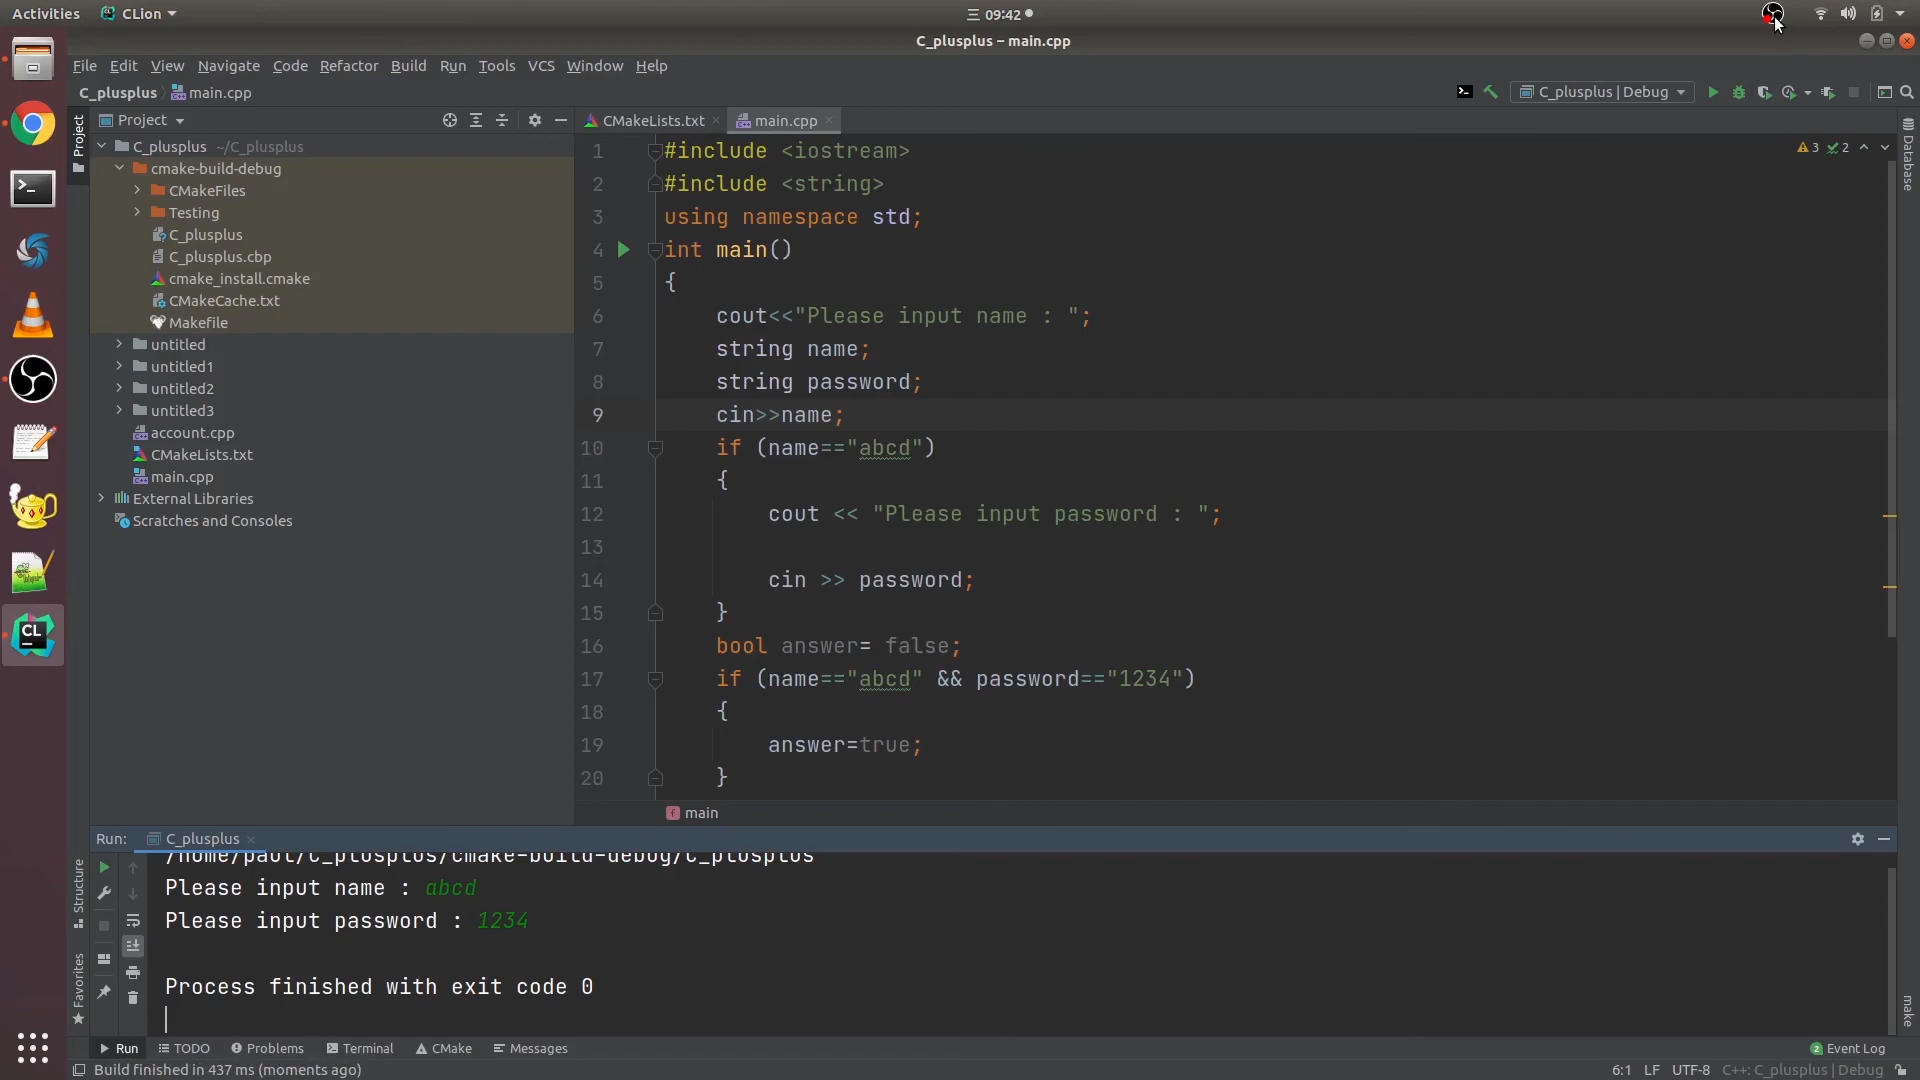 Activities CLion 三 09:42
C_plusplus – main.cpp
File Edit View Navigate Code Refactor Build Run Tools VCS Window Help
C_plusplus main.cpp C_plusplus | Debug
Project CMakeLists.txt main.cpp
Project
C_plusplus ~/C_plusplus
cmake-build-debug
CMakeFiles
Testing
C_plusplus
C_plusplus.cbp
cmake_install.cmake
CMakeCache.txt
Makefile
untitled
untitled1
untitled2
untitled3
account.cpp
CMakeLists.txt
main.cpp
External Libraries
Scratches and Consoles
3 2
Database
1 #include <iostream>
2 #include <string>
3 using namespace std;
4 int main()
5 {
6 cout<<"Please input name : ";
7 string name;
8 string password;
9 cin>>name;
10 if (name=="abcd")
11 {
12 cout << "Please input password : ";
13
14 cin >> password;
15 }
16 bool answer= false;
17 if (name=="abcd" && password=="1234")
18 {
19 answer=true;
20 }
f main
Run: C_plusplus
/home/paul/C_plusplus/cmake-build-debug/C_plusplus
Please input name : abcd
Please input password : 1234
Process finished with exit code 0
Structure
Favorites
make
Run TODO Problems Terminal CMake Messages 2 Event Log
Build finished in 437 ms (moments ago) 6:1 LF UTF-8 C++: C_plusplus | Debug
CL